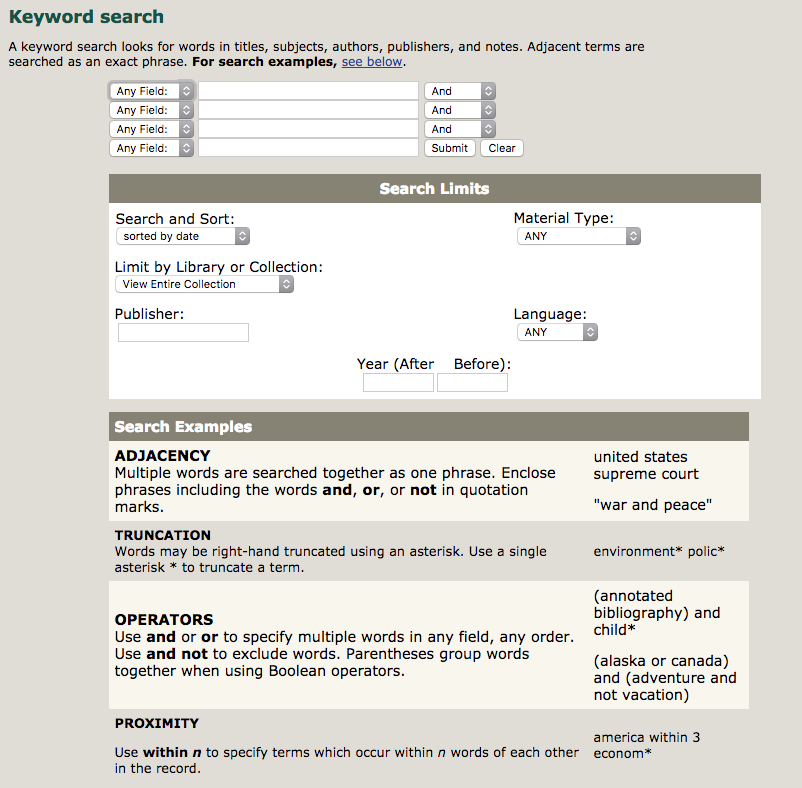 Keyword search
A keyword search looks for words in titles, subjects, authors, publishers, and notes. Adjacent terms are
searched as an exact phrase. For search examples, see below.
Any Field: And
Any Field: And
Any Field: And
Any Field: Submit Clear
Search Limits
Search and Sort: Material Type:
sorted by date ANY
Limit by Library or Collection:
View Entire Collection
Publisher: Language:
ANY
Year (After Before):
Search Examples
ADJACENCY
Multiple words are searched together as one phrase. Enclose
phrases including the words and, or, or not in quotation
marks.
united states
supreme court
"war and peace"
TRUNCATION
Words may be right-hand truncated using an asterisk. Use a single
asterisk * to truncate a term.
environment* polic*
OPERATORS
Use and or or to specify multiple words in any field, any order.
Use and not to exclude words. Parentheses group words
together when using Boolean operators.
(annotated
bibliography) and
child*
(alaska or canada)
and (adventure and
not vacation)
PROXIMITY
Use within n to specify terms which occur within n words of each other
in the record.
america within 3
econom*